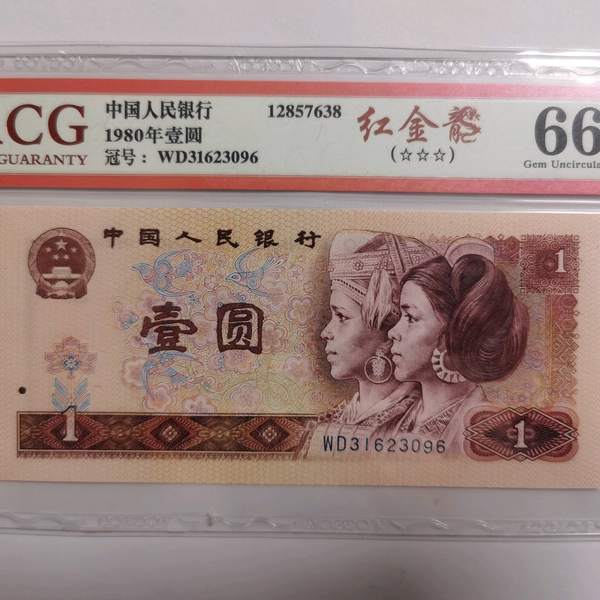 ACG
GUARANTY
中国人民银行
1980年壹圆
冠号：WD31623096
12857638
红金龍
(☆☆☆)
66
Gem Uncircula
中国人民银行
1
壹圆
1
WD31623096
1